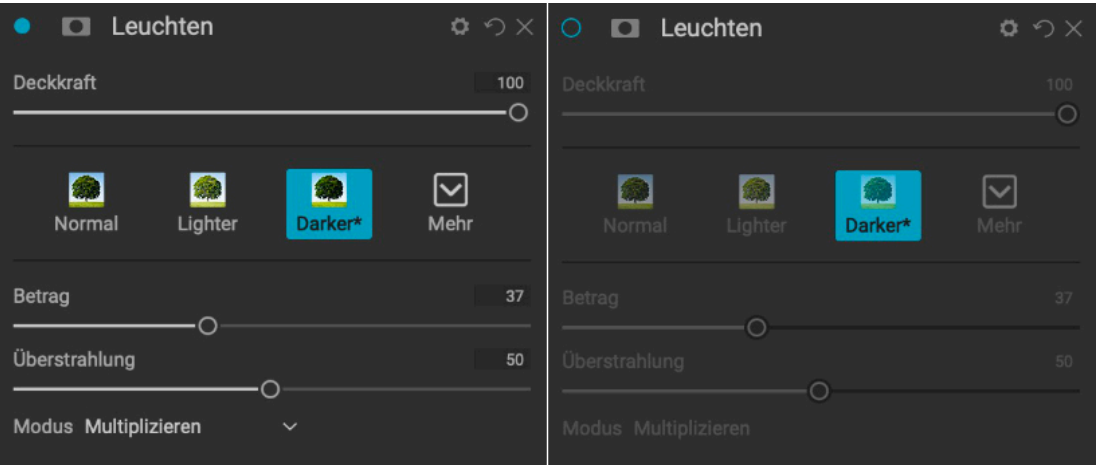 Leuchten
Deckkraft 100
Normal Lighter Darker* Mehr
Betrag 37
Überstrahlung 50
Modus Multiplizieren
Leuchten
Deckkraft 100
Normal Lighter Darker* Mehr
Betrag 37
Überstrahlung 50
Modus Multiplizieren